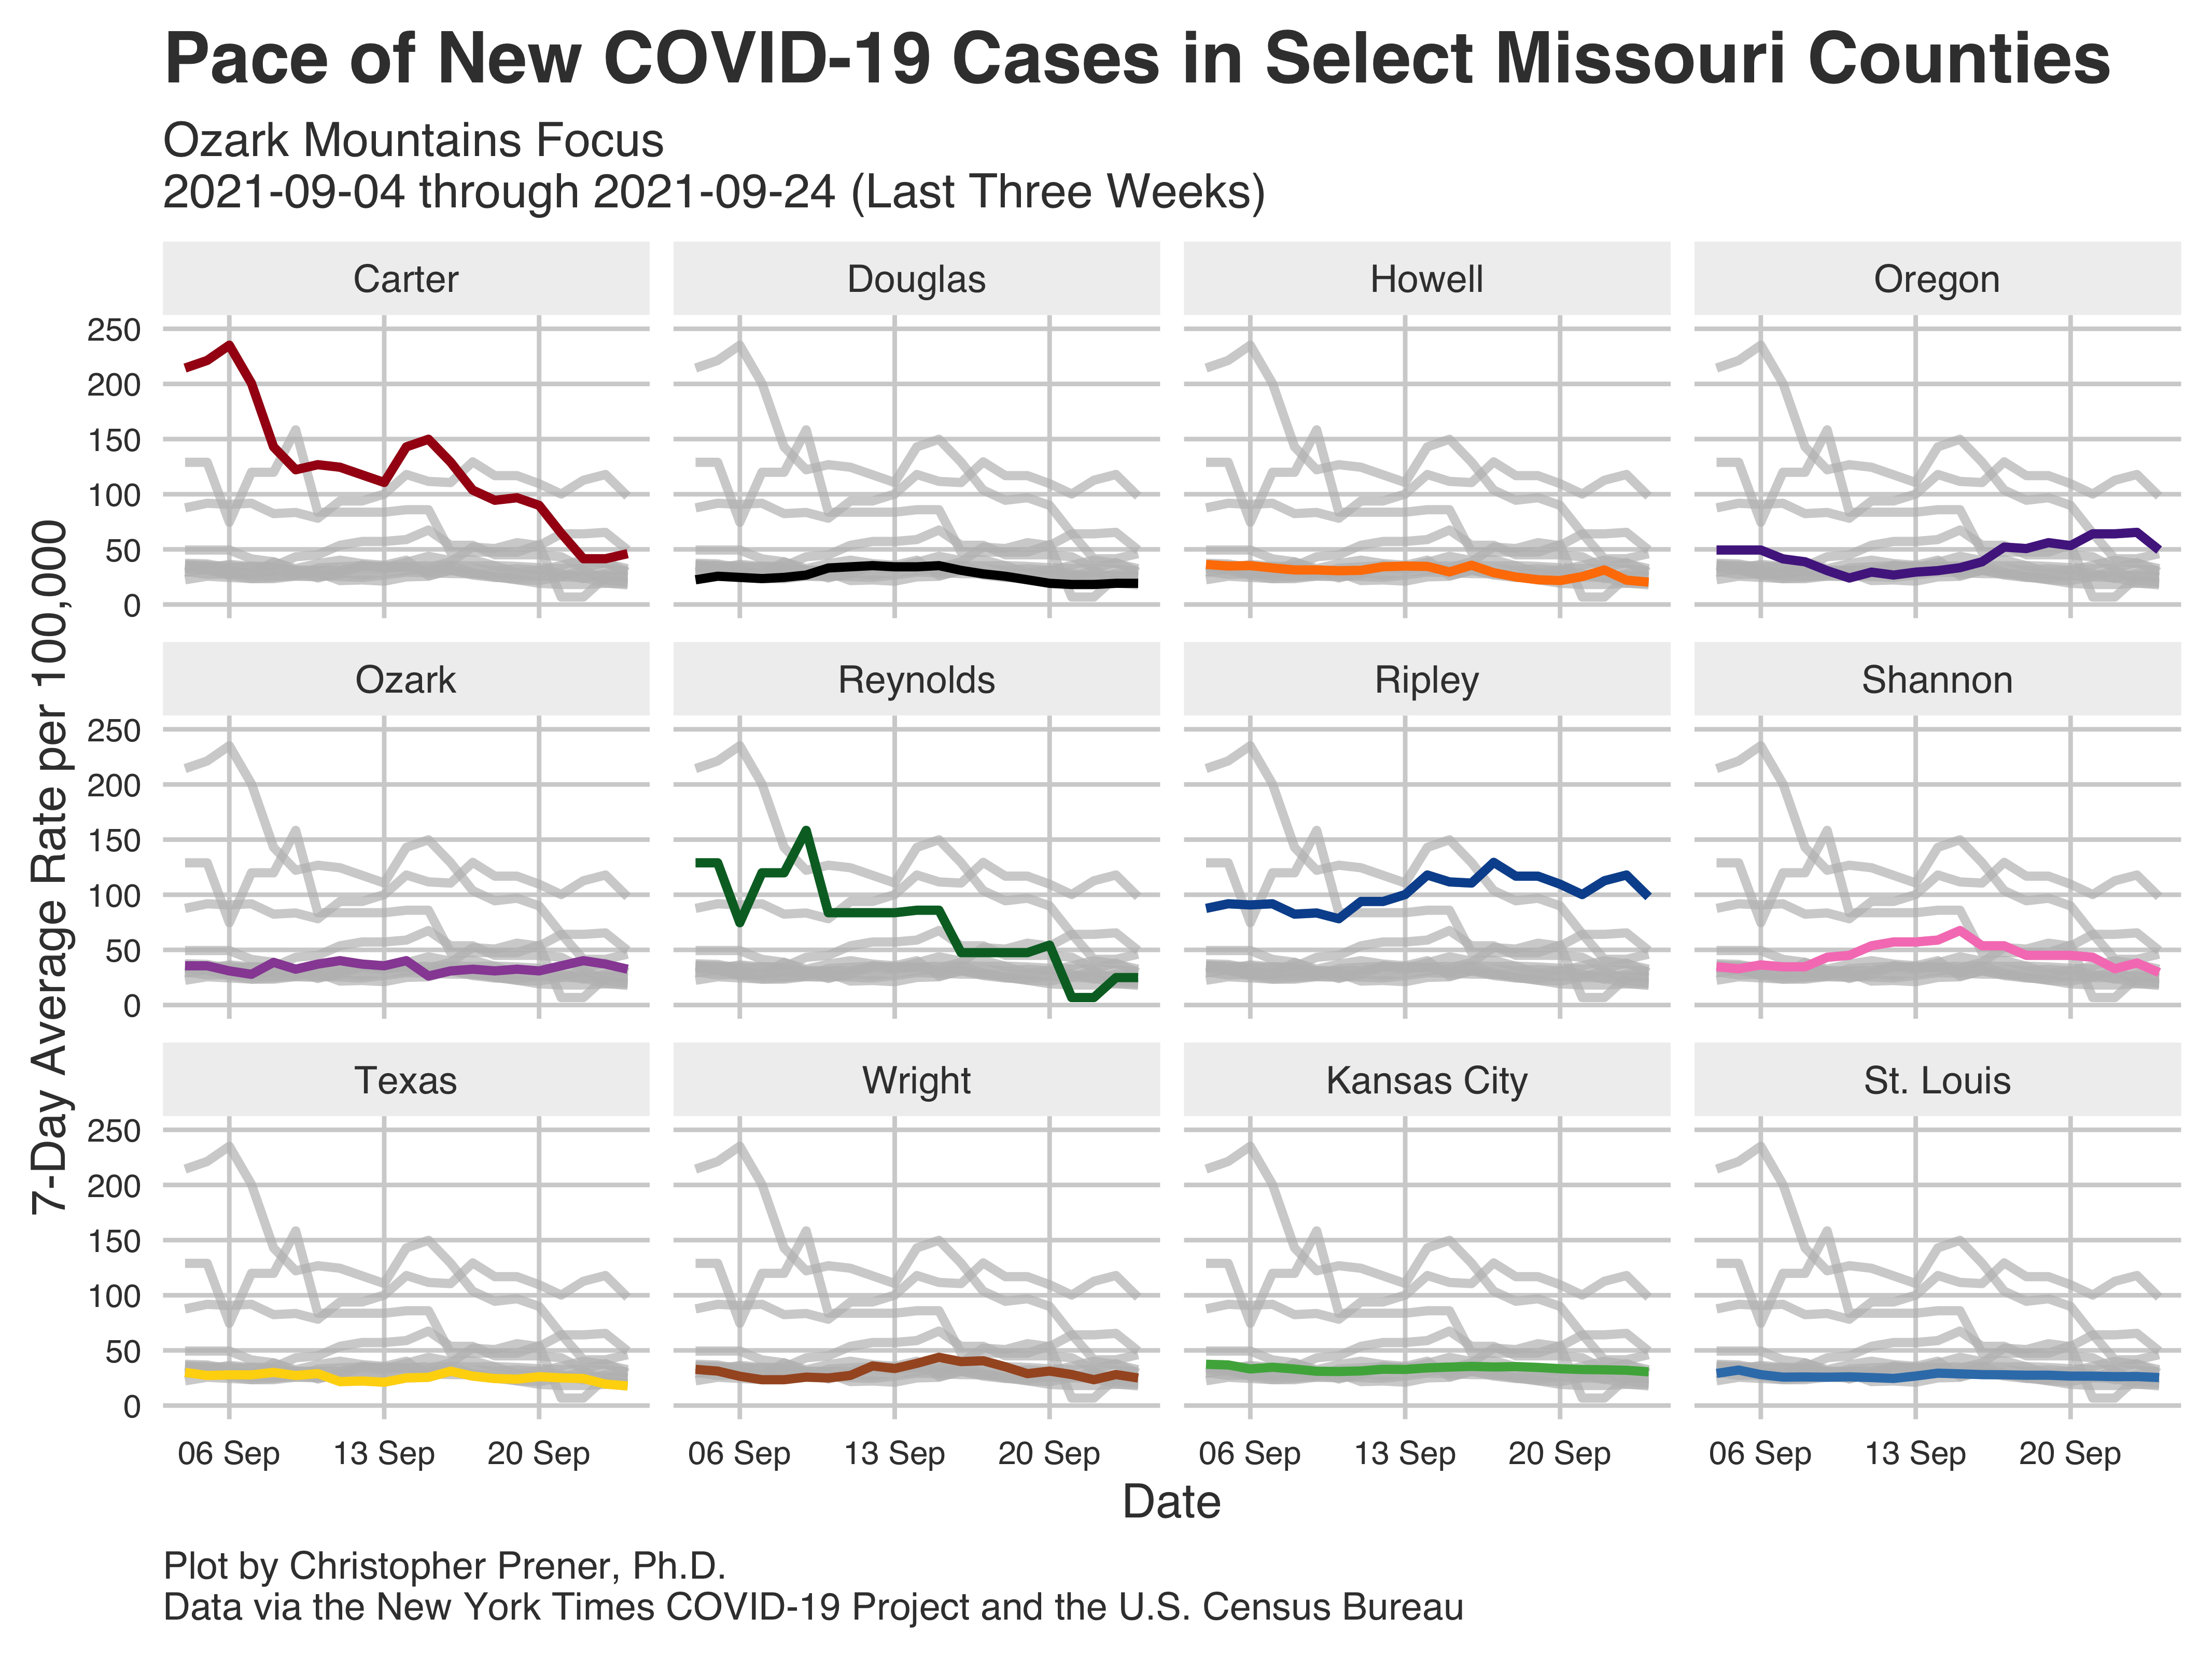 Pace of New COVID-19 Cases in Select Missouri Counties
Ozark Mountains Focus
2021-09-04 through 2021-09-24 (Last Three Weeks)
7-Day Average Rate per 100,000
Carter
Douglas
Howell
Oregon
250
200
150
100
50
0
Ozark
Reynolds
Ripley
Shannon
250
200
150
100
50
0
Texas
Wright
Kansas City
St. Louis
250
200
150
100
50
0
06 Sep 13 Sep 20 Sep
06 Sep 13 Sep 20 Sep
06 Sep 13 Sep 20 Sep
06 Sep 13 Sep 20 Sep
Date
Plot by Christopher Prener, Ph.D.
Data via the New York Times COVID-19 Project and the U.S. Census Bureau